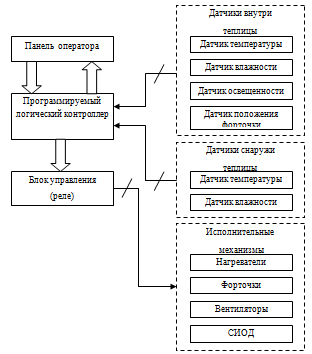 Панель оператора
Программируемый
логический контроллер
Блок управления
(реле)
Датчики внутри
теплицы
Датчик температуры
Датчик влажности
Датчик освещенности
Датчик положения
форточки
Датчики снаружи
теплицы
Датчик температуры
Датчик влажности
Исполнительные
механизмы
Нагреватели
Форточки
Вентиляторы
СИОД